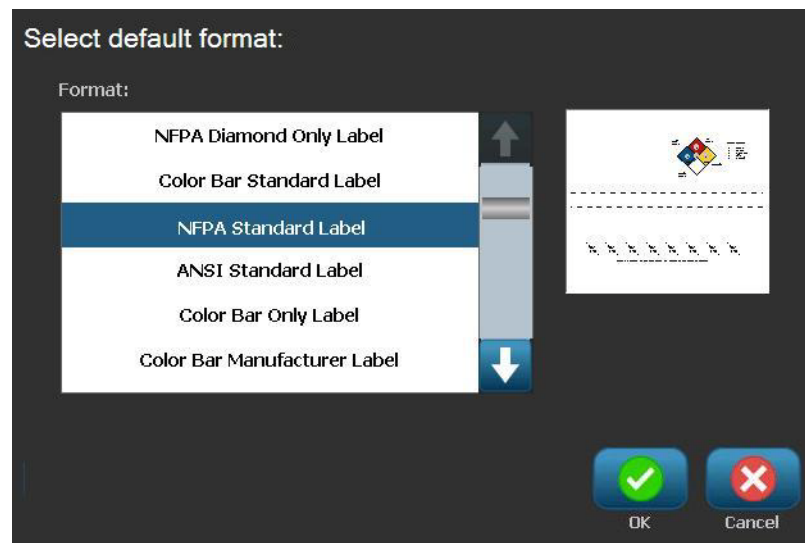 Select default format:
Format:
NFPA Diamond Only Label
Color Bar Standard Label
NFPA Standard Label
ANSI Standard Label
Color Bar Only Label
Color Bar Manufacturer Label
OK
Cancel